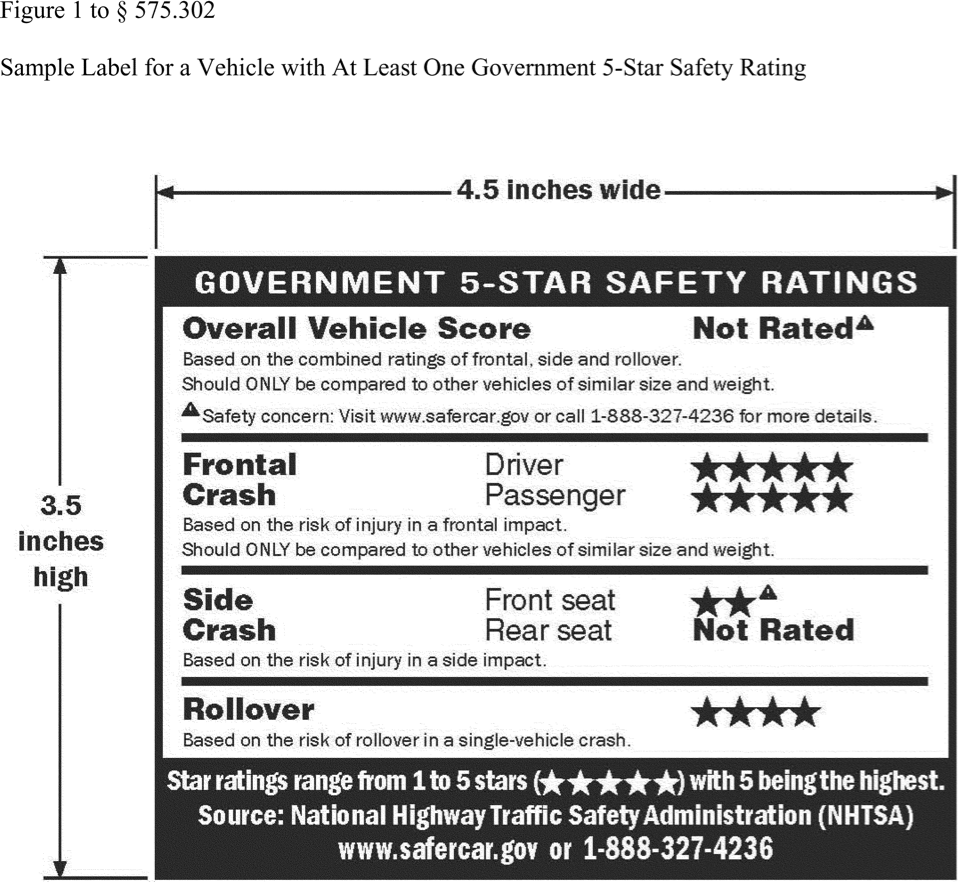 Figure 1 to § 575.302
Sample Label for a Vehicle with At Least One Government 5-Star Safety Rating
4.5 inches wide
3.5
inches
high
GOVERNMENT 5-STAR SAFETY RATINGS
Overall Vehicle Score Not Rated
Based on the combined ratings of frontal, side and rollover.
Should ONLY be compared to other vehicles of similar size and weight.
Safety concern: Visit www.safercar.gov or call 1-888-327-4236 for more details.
Frontal Driver ★★★★★
Crash Passenger ★★★★★
Based on the risk of injury in a frontal impact.
Should ONLY be compared to other vehicles of similar size and weight.
Side Front seat ★★
Crash Rear seat Not Rated
Based on the risk of injury in a side impact.
Rollover ★★★★
Based on the risk of rollover in a single-vehicle crash.
Star ratings range from 1 to 5 stars (★★★★★) with 5 being the highest.
Source: National Highway Traffic Safety Administration (NHTSA)
www.safercar.gov or 1-888-327-4236